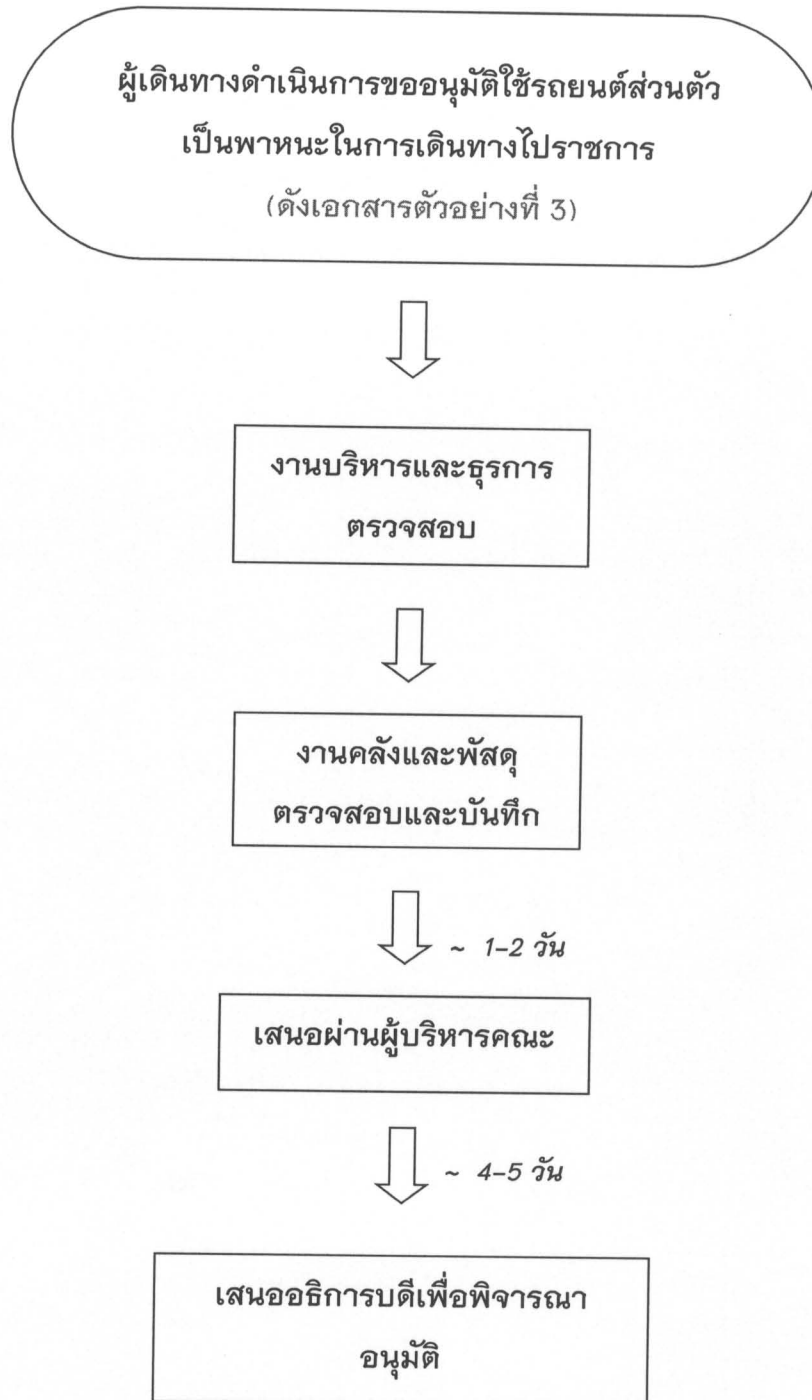 ผู้เดินทางดำเนินการขออนุมัติใช้รถยนต์ส่วนตัว
เป็นพาหนะในการเดินทางไปราชการ
(ดังเอกสารตัวอย่างที่ 3)
งานบริหารและธุรการ
ตรวจสอบ
งานคลังและพัสดุ
ตรวจสอบและบันทึก
~ 1-2 วัน
เสนอผ่านผู้บริหารคณะ
~ 4-5 วัน
เสนออธิการบดีเพื่อพิจารณา
อนุมัติ